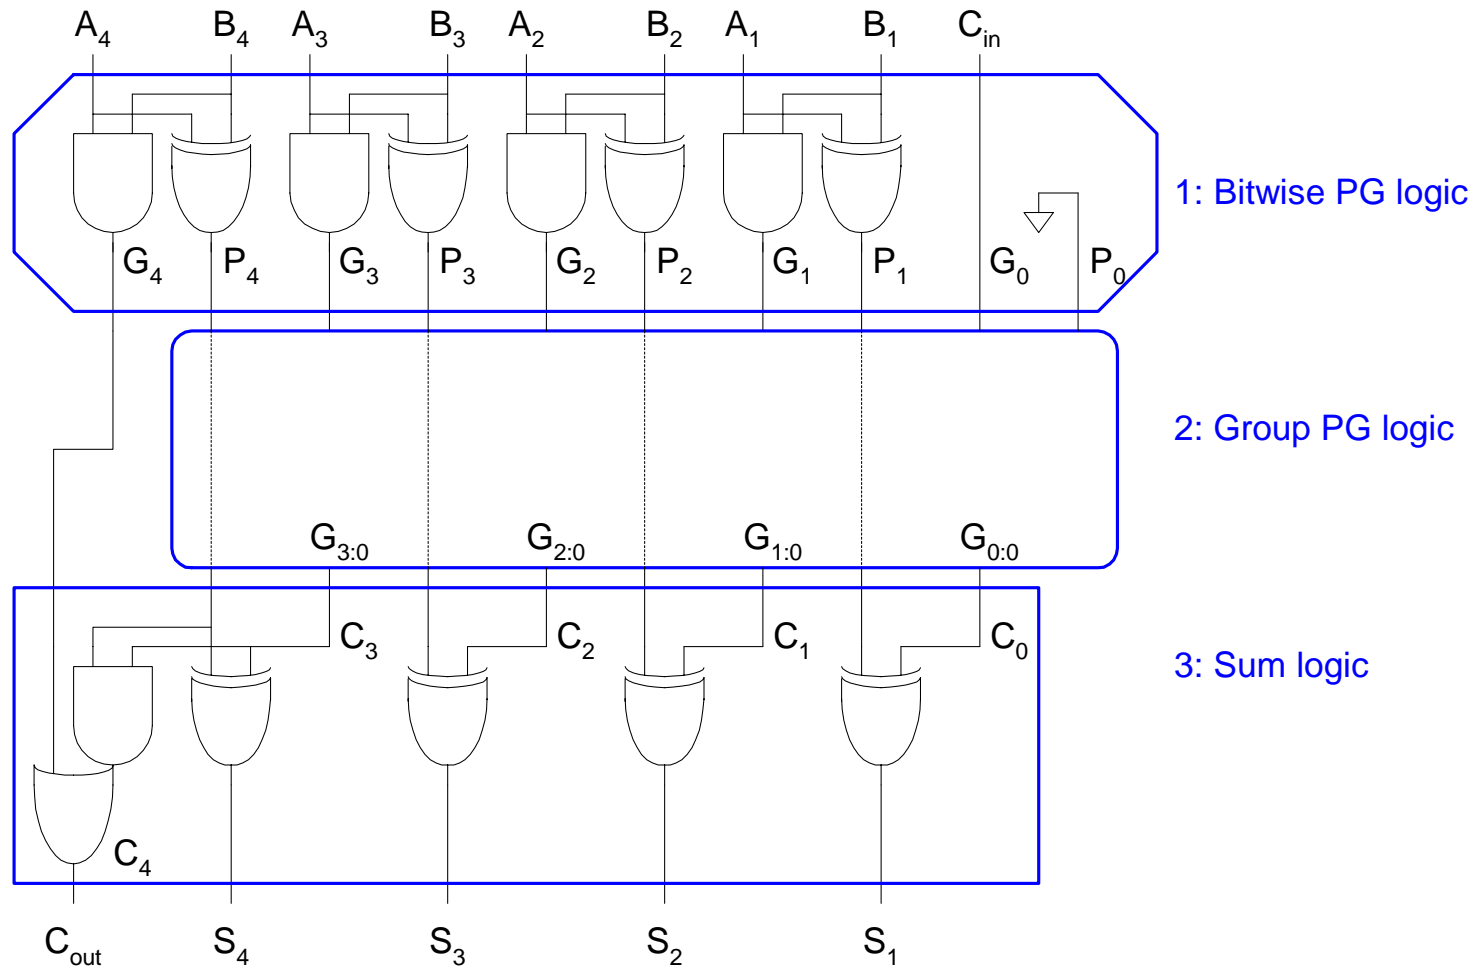 A4 B4 A3 B3 A2 B2 A1 B1 Cin
1: Bitwise PG logic
G4 P4 G3 P3 G2 P2 G1 P1 G0 P0
2: Group PG logic
G3:0 G2:0 G1:0 G0:0
C3 C2 C1 C0
3: Sum logic
C4
Cout S4 S3 S2 S1